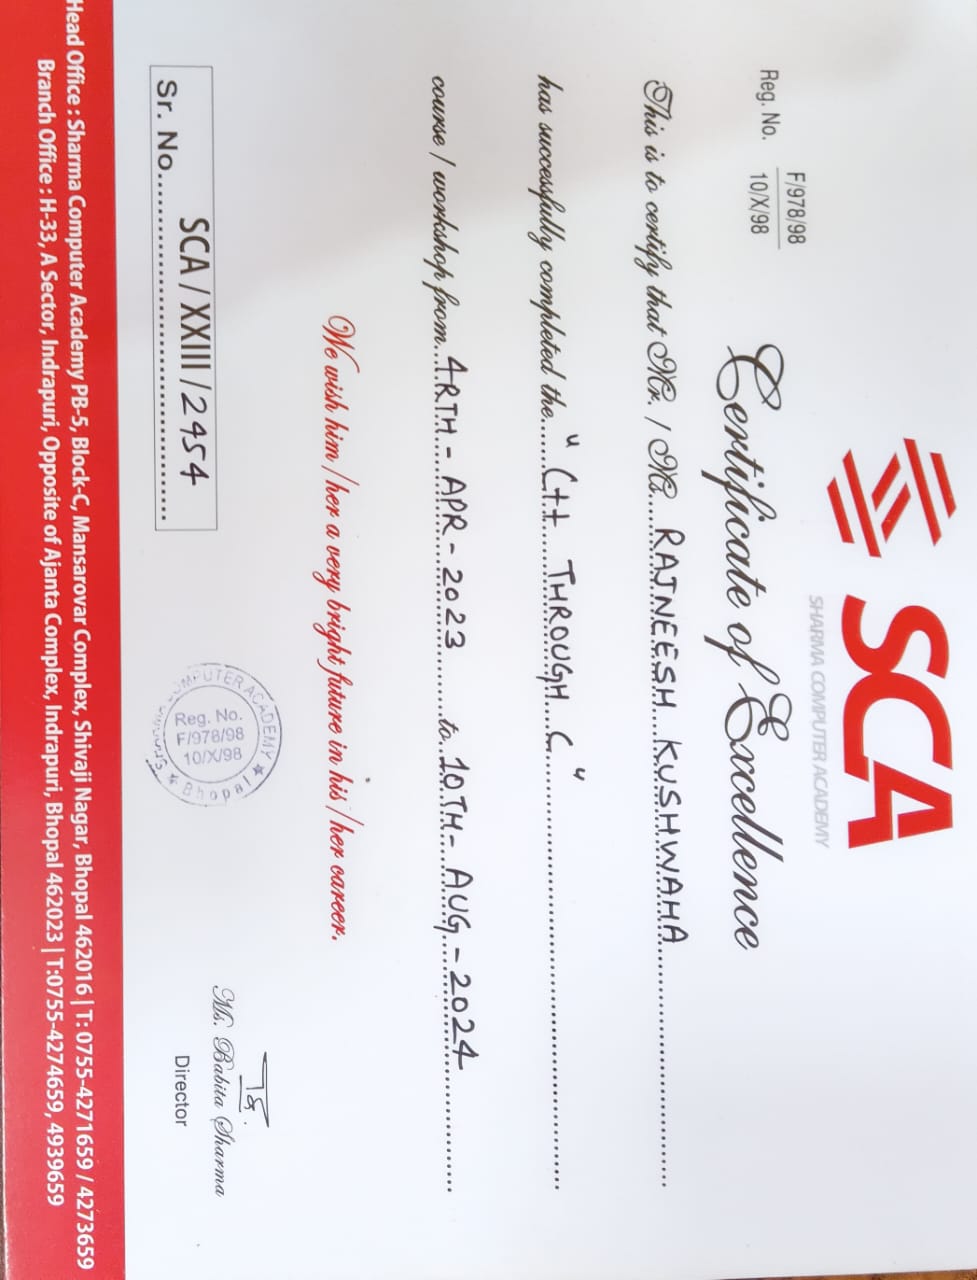 SCA
SHARMA COMPUTER ACADEMY
Reg. No. F/978/98
10/X/98
Certificate of Excellence
This is to certify that Mr. / Ms. RAJNEESH KUSHWAHA
has successfully completed the "C++ THROUGH C"
course / workshop from 4RTH - APR - 2023 to 10TH - AUG - 2024
We wish him / her a very bright future in his / her career.
COMPUTER ACADEMY ★ Bhopal ★
Reg. No.
F/978/98
10/X/98
Ms. Babita Sharma
Director
SCA / XXIII / 2454
Sr. No.
Head Office : Sharma Computer Academy PB-5, Block-C, Mansarovar Complex, Shivaji Nagar, Bhopal 462016 | T: 0755-4271659 / 4273659
Branch Office : H-33, A Sector, Indrapuri, Opposite of Ajanta Complex, Indrapuri, Bhopal 462023 | T:0755-4274659, 4939659